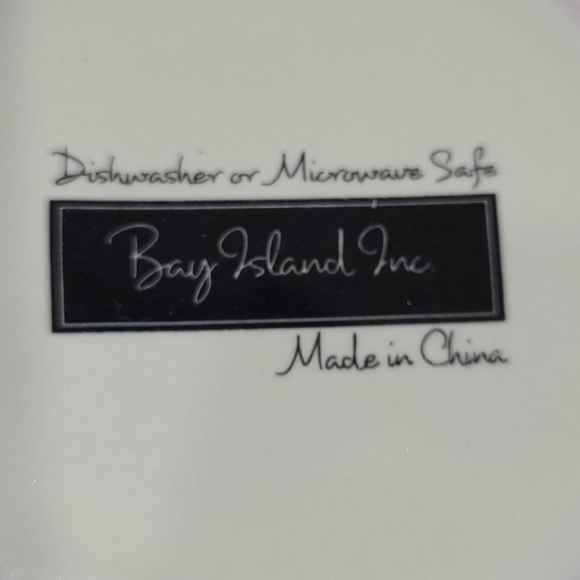 Dishwasher or Microwave Safe
Bay Island Inc.
Made in China